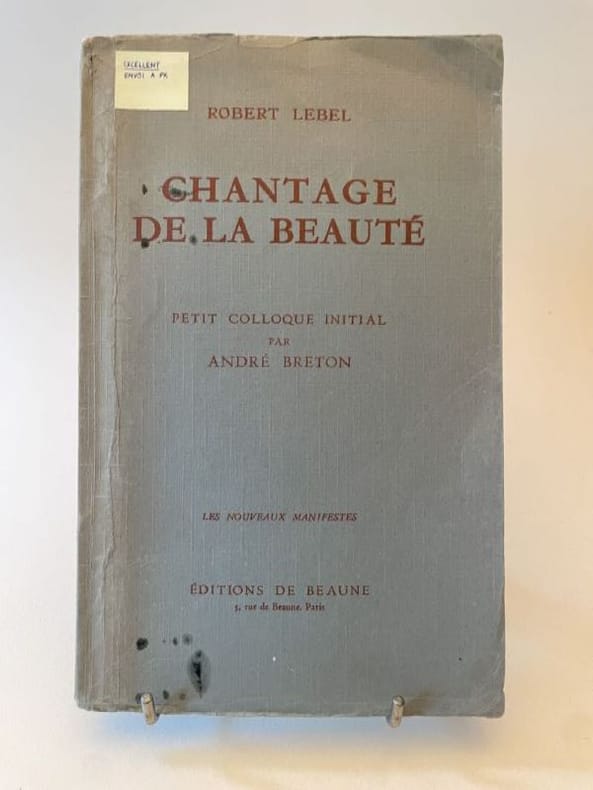 EXCELLENT
ENVOI A PK
ROBERT LEBEL
CHANTAGE
DE LA BEAUTÉ
PETIT COLLOQUE INITIAL
PAR
ANDRÉ BRETON
LES NOUVEAUX MANIFESTES
ÉDITIONS DE BEAUNE
5, rue de Beaune, Paris